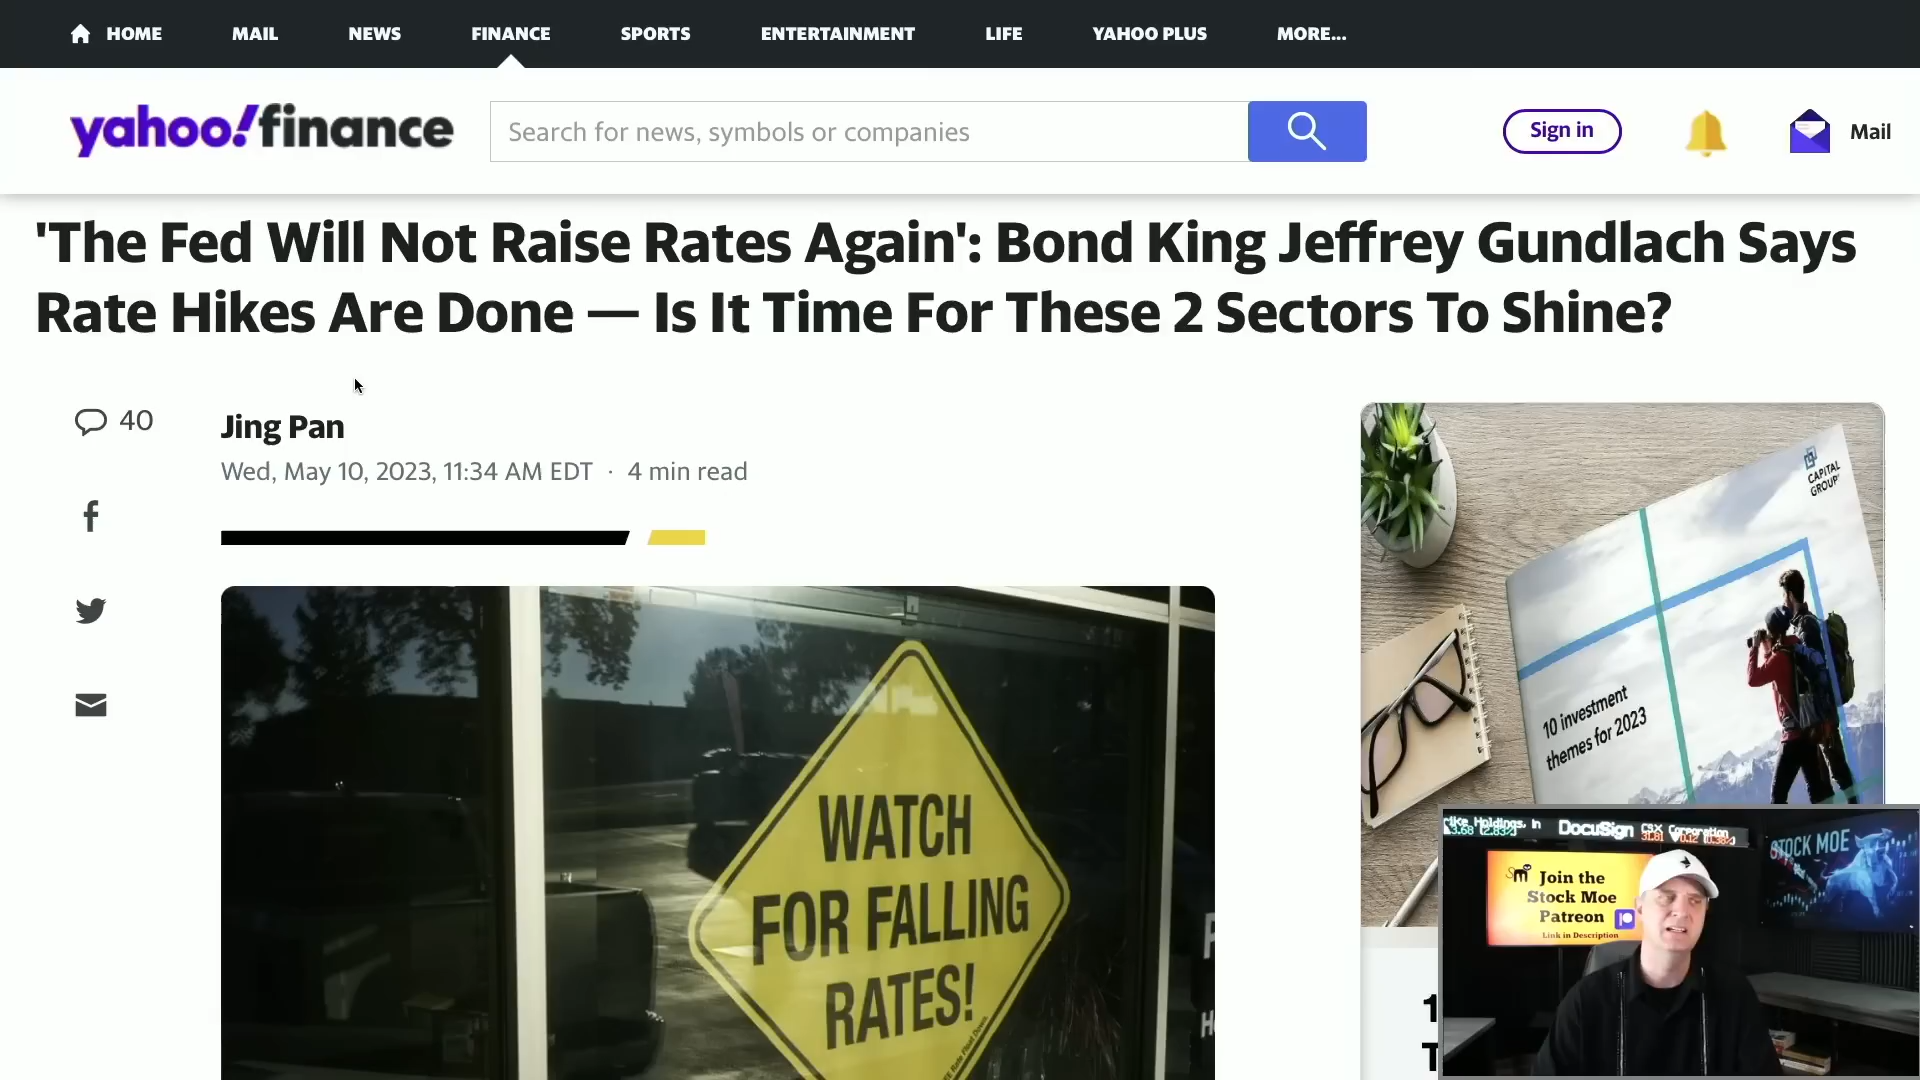 HOME MAIL NEWS FINANCE SPORTS ENTERTAINMENT LIFE YAHOO PLUS MORE...
yahoo!finance
Search for news, symbols or companies
Sign in
Mail
'The Fed Will Not Raise Rates Again': Bond King Jeffrey Gundlach Says
Rate Hikes Are Done — Is It Time For These 2 Sectors To Shine?
40
Jing Pan
Wed, May 10, 2023, 11:34 AM EDT · 4 min read
WATCH
FOR FALLING
RATES!
CAPITAL
GROUP
10 investment
themes for 2023
Holdings, In
DocuSign
CSX Corporation
STOCK MOE
Join the
Stock Moe
Patreon
Link in Description